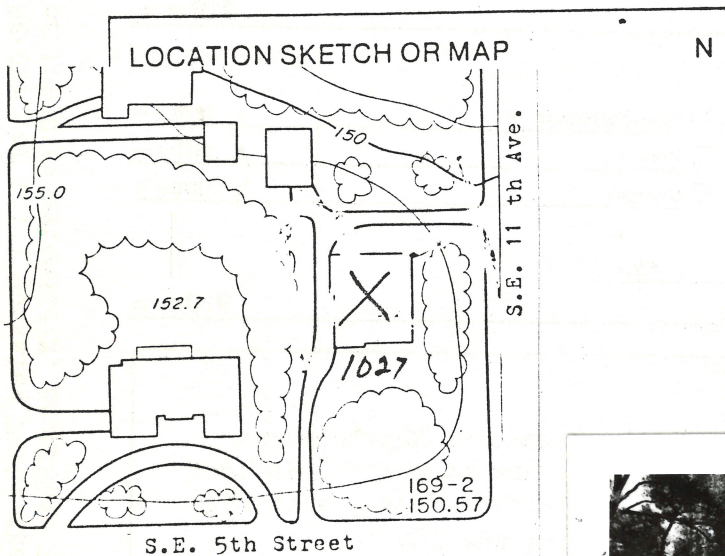 LOCATION SKETCH OR MAP
N
150
155.0
S.E. 11 th Ave.
152.7
1027
169-2
150.57
S.E. 5th Street